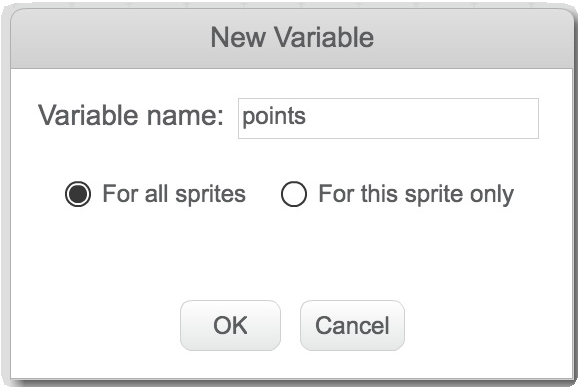 New Variable
Variable name: points
For all sprites For this sprite only
OK Cancel